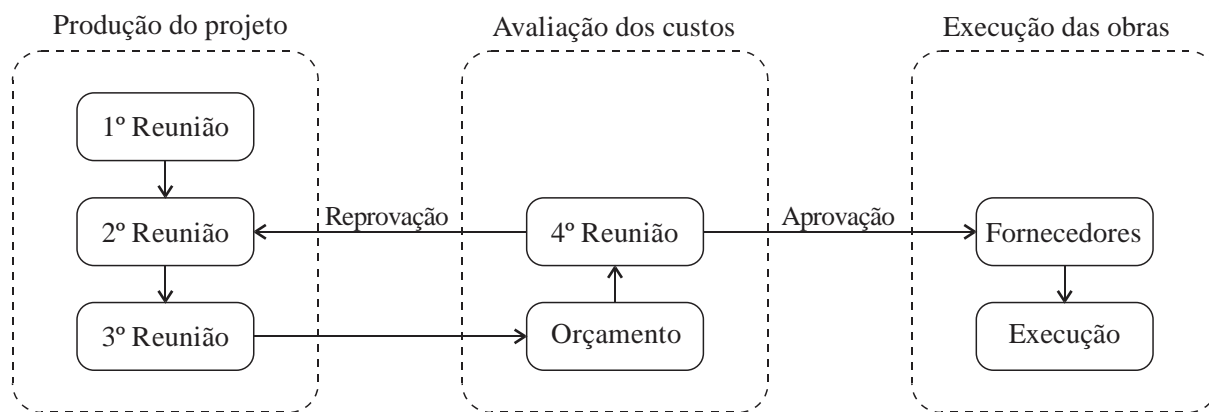 Produção do projeto
Avaliação dos custos
Execução das obras
1º Reunião
2º Reunião
Reprovação
4º Reunião
Aprovação
Fornecedores
3º Reunião
Orçamento
Execução